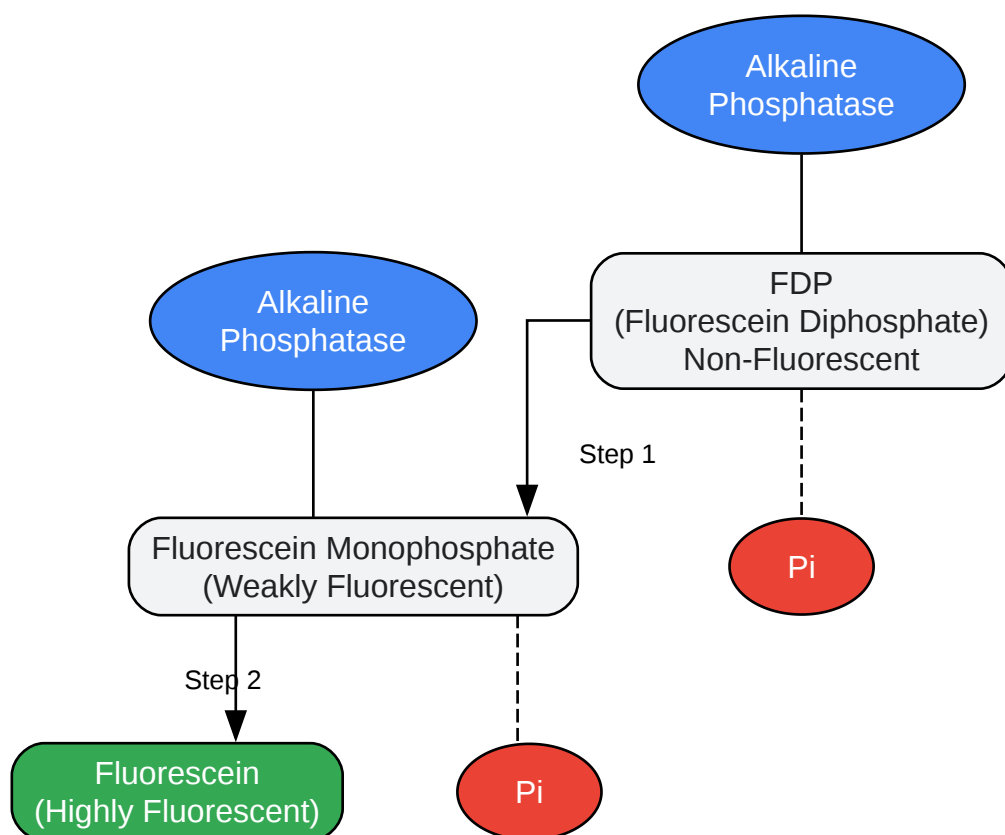 Alkaline
Phosphatase
FDP
(Fluorescein Diphosphate)
Non-Fluorescent
Alkaline
Phosphatase
Step 1
Fluorescein Monophosphate
(Weakly Fluorescent)
Pi
Step 2
Fluorescein
(Highly Fluorescent)
Pi